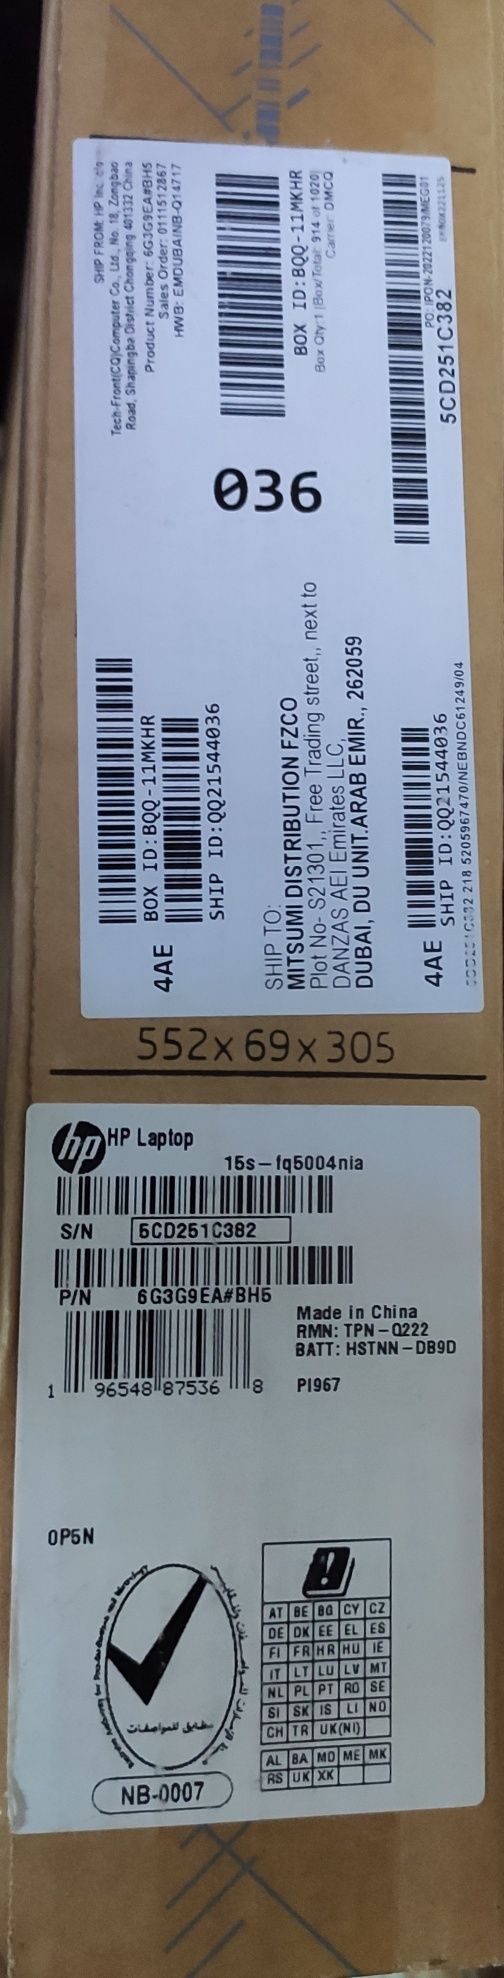 SHIP FROM: HP Inc. c/o
Tech-Front(CQ)Computer Co., Ltd., No. 18, Zongbao
Road, Shapingba District Chongqing 401332 China
Product Number: 6G3G9EA#BH5
Sales Order: 0111512867
HWB: EMDUBAINB-Q14717
BOX ID:BQQ-11MKHR
Box Qty:1 |Box/Total: 914 of 1020|
Carrier: DMCQ
PO: IPON-2022120079/MEG01
5CD251C382
036
4AE
BOX ID:BQQ-11MKHR
SHIP ID:QQ21544036
SHIP TO:
MITSUMI DISTRIBUTION FZCO
Plot No- S21301,, Free Trading street,, next to
DANZAS AEI Emirates LLC,
DUBAI, DU UNIT.ARAB EMIR., 262059
4AE
SHIP ID:QQ21544036
218 5205967470/NEBNDC61249/04
552x69x305
hp HP Laptop
15s-fq5004nia
S/N 5CD251C382
P/N 6G3G9EA#BH5
Made in China
RMN: TPN-Q222
BATT: HSTNN-DB9D
1 96548 87536 8
PI967
0P5N
مطابق للمواصفات
NB-0007
AT BE BG CY CZ
DE DK EE EL ES
FI FR HR HU IE
IT LT LU LV MT
NL PL PT RO SE
SI SK IS LI NO
CH TR UK(NI)
AL BA MD ME MK
RS UK XK